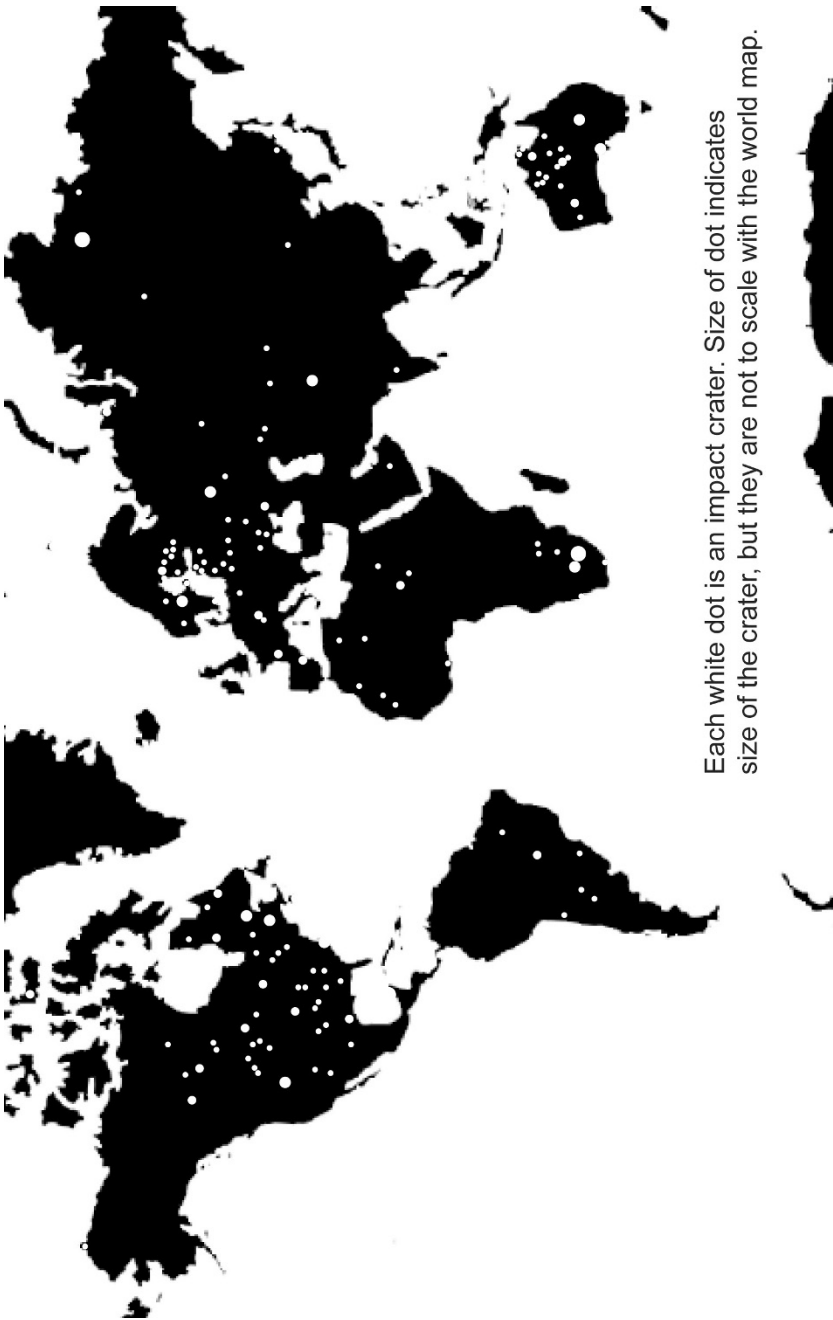 Each white dot is an impact crater. Size of dot indicates
size of the crater, but they are not to scale with the world map.